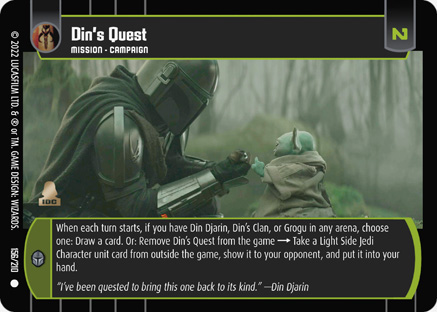 Din's Quest
MISSION - CAMPAIGN
N
IDC
When each turn starts, if you have Din Djarin, Din's Clan, or Grogu in any arena, choose
one: Draw a card. Or: Remove Din's Quest from the game → Take a Light Side Jedi
Character unit card from outside the game, show it to your opponent, and put it into your
hand.
"I've been quested to bring this one back to its kind." —Din Djarin
© 2022 LUCASFILM LTD. & ® or TM. GAME DESIGN: WIZARDS.
156/210